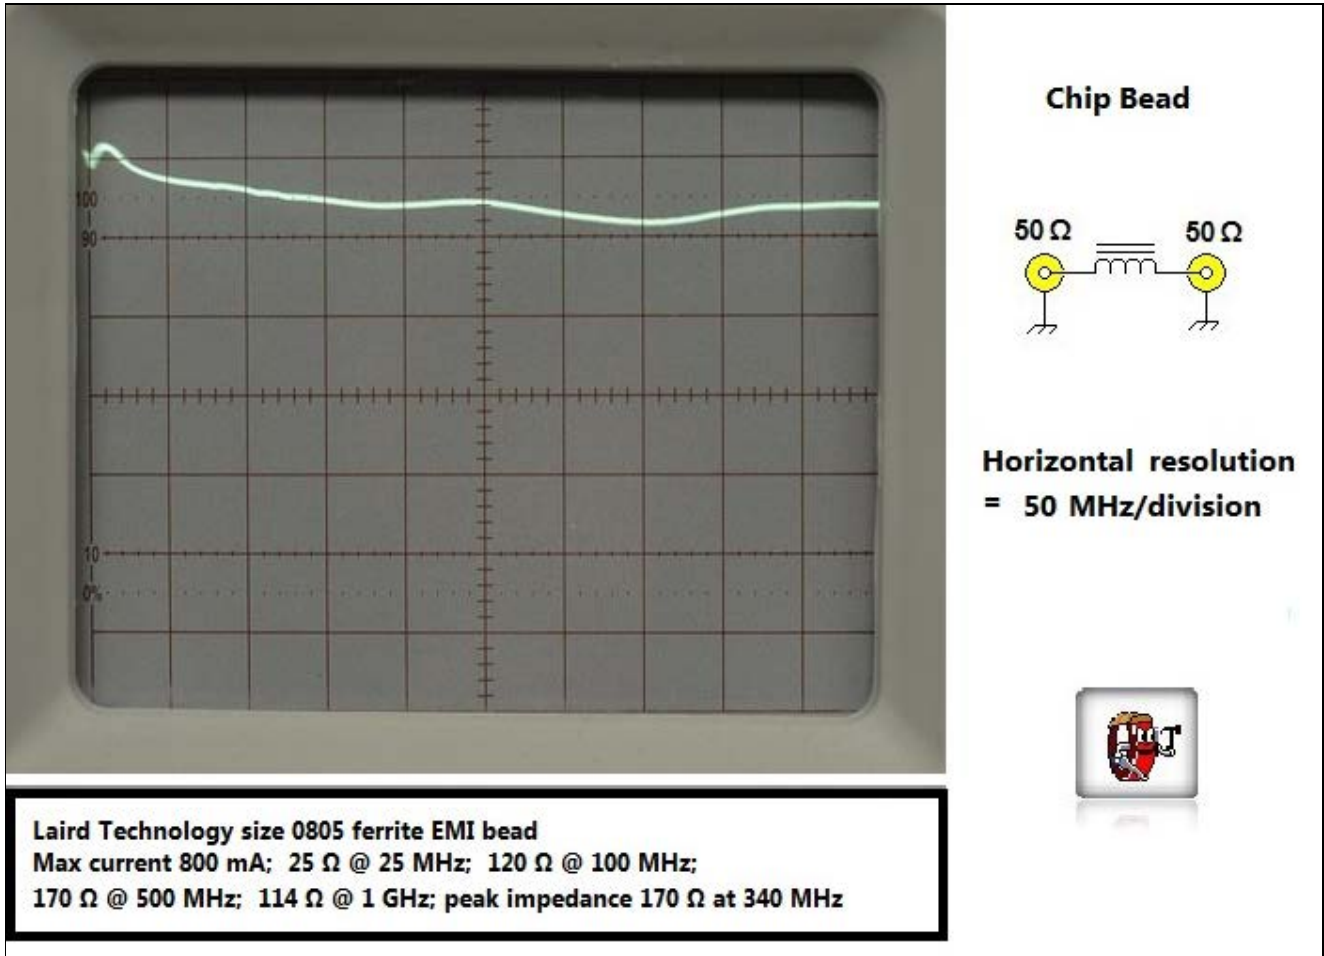 100
90
10
0%
Chip Bead
50 Ω 50 Ω
Horizontal resolution
= 50 MHz/division
Laird Technology size 0805 ferrite EMI bead
Max current 800 mA; 25 Ω @ 25 MHz; 120 Ω @ 100 MHz;
170 Ω @ 500 MHz; 114 Ω @ 1 GHz; peak impedance 170 Ω at 340 MHz